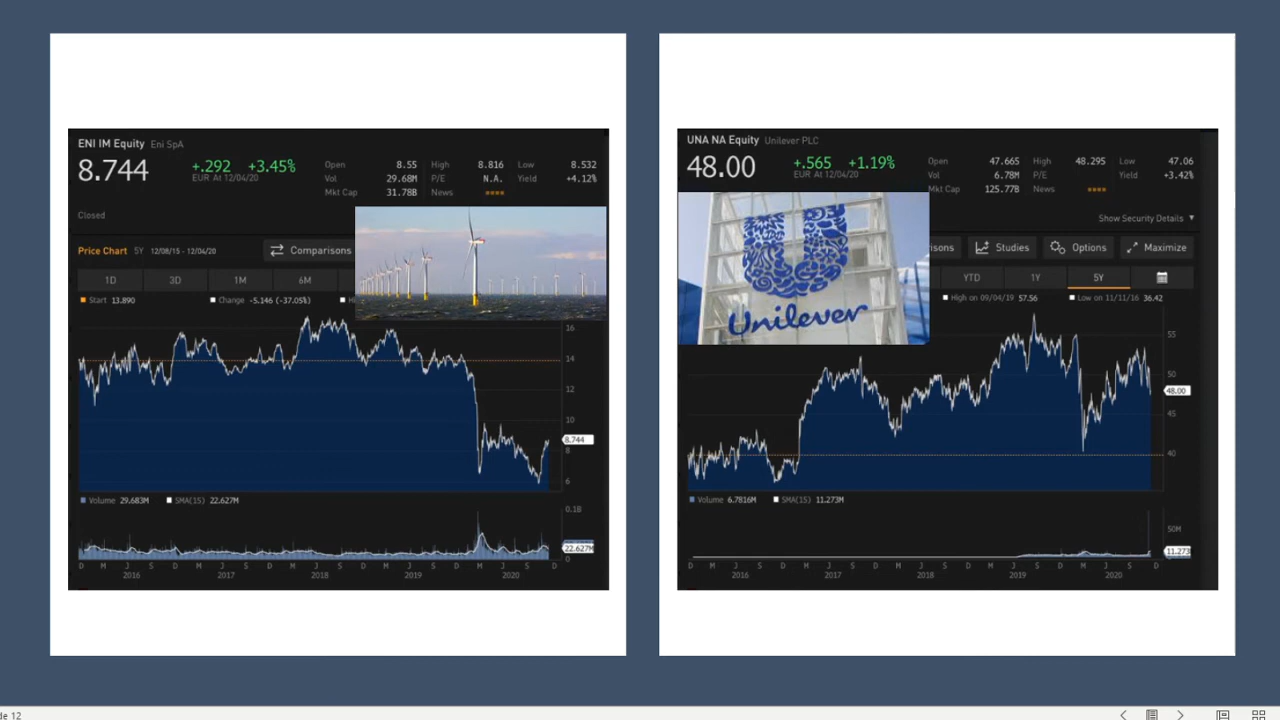 ENI IM Equity Eni SpA
8.744 +.292 +3.45%
EUR At 12/04/20
Open 8.55 High 8.816 Low 8.532
Vol 29.68M P/E N.A. Yield +4.12%
Mkt Cap 31.78B News
Closed
Price Chart 5Y 12/08/15 - 12/04/20 Comparisons
1D 3D 1M 6M
Start 13.890 Change -5.146 (-37.05%)
16
14
12
10
8.744
8
6
Volume 29.683M SMA(15) 22.627M
0.1B
22.627M
0
D M J S D M J S D M J S D M J S D M J S D
2016 2017 2018 2019 2020
UNA NA Equity Unilever PLC
48.00 +.565 +1.19%
EUR At 12/04/20
Open 47.665 High 48.295 Low 47.06
Vol 6.78M P/E Yield +3.42%
Mkt Cap 125.77B News
Show Security Details
Studies Options Maximize
YTD 1Y 5Y
High on 09/04/19 57.56 Low on 11/11/16 36.42
Unilever
55
50
48.00
45
40
Volume 6.7816M SMA(15) 11.273M
50M
11.273
D M J S D M J S D M J S D M J S D M J S D
2016 2017 2018 2019 2020
de 12